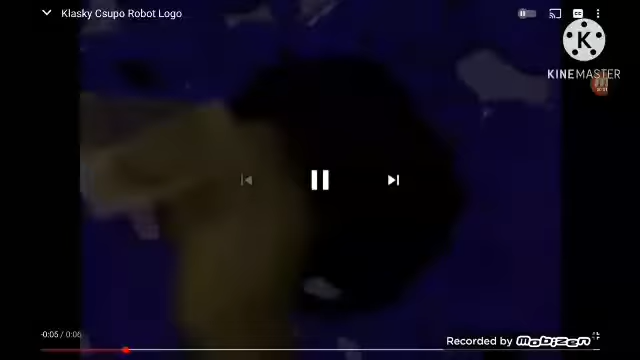 Klasky Csupo Robot Logo
K
KINEMASTER
-0:05 / 0:06
Recorded by Mobizen